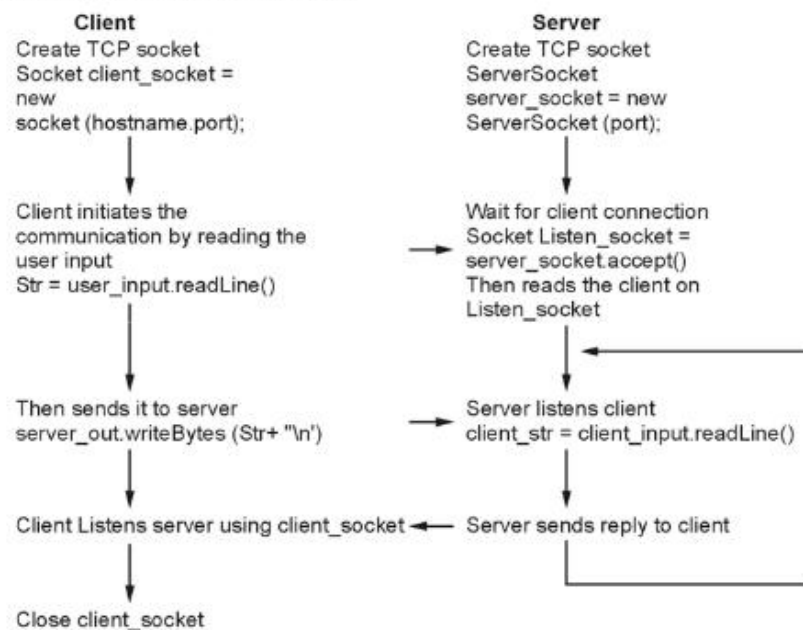 Client
Create TCP socket
Socket client_socket =
new
socket (hostname.port);
Client initiates the
communication by reading the
user input
Str = user_input.readLine()
Then sends it to server
server_out.writeBytes (Str+ "\n')
Client Listens server using client_socket
Close client_socket
Server
Create TCP socket
ServerSocket
server_socket = new
ServerSocket (port);
Wait for client connection
Socket Listen_socket =
server_socket.accept()
Then reads the client on
Listen_socket
Server listens client
client_str = client_input.readLine()
Server sends reply to client